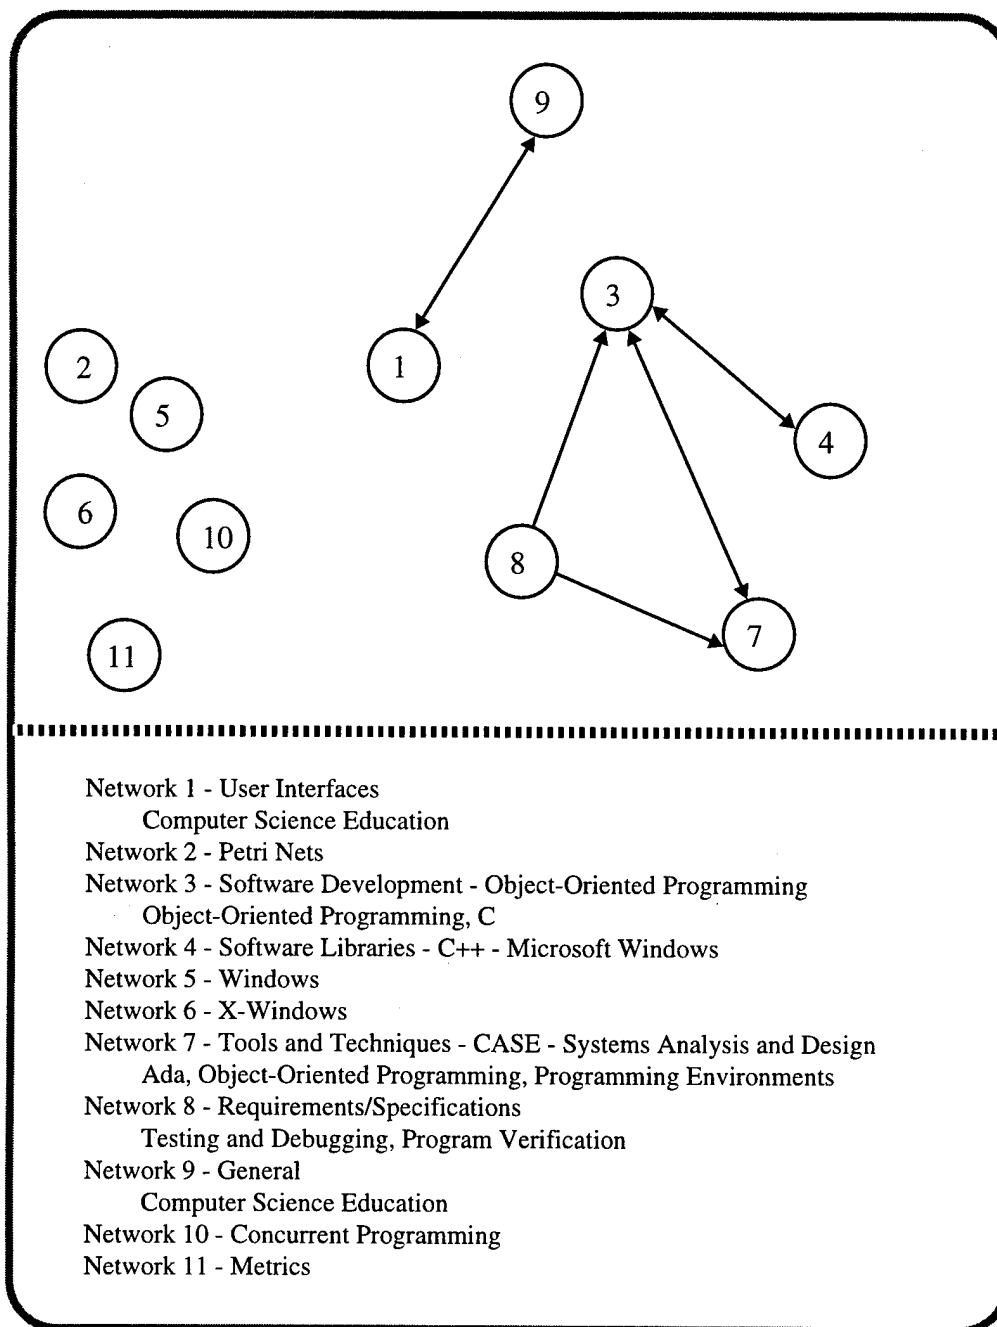 9
3
1
2
5
4
6
10
8
7
11
Network 1 - User Interfaces
Computer Science Education
Network 2 - Petri Nets
Network 3 - Software Development - Object-Oriented Programming
Object-Oriented Programming, C
Network 4 - Software Libraries - C++ - Microsoft Windows
Network 5 - Windows
Network 6 - X-Windows
Network 7 - Tools and Techniques - CASE - Systems Analysis and Design
Ada, Object-Oriented Programming, Programming Environments
Network 8 - Requirements/Specifications
Testing and Debugging, Program Verification
Network 9 - General
Computer Science Education
Network 10 - Concurrent Programming
Network 11 - Metrics